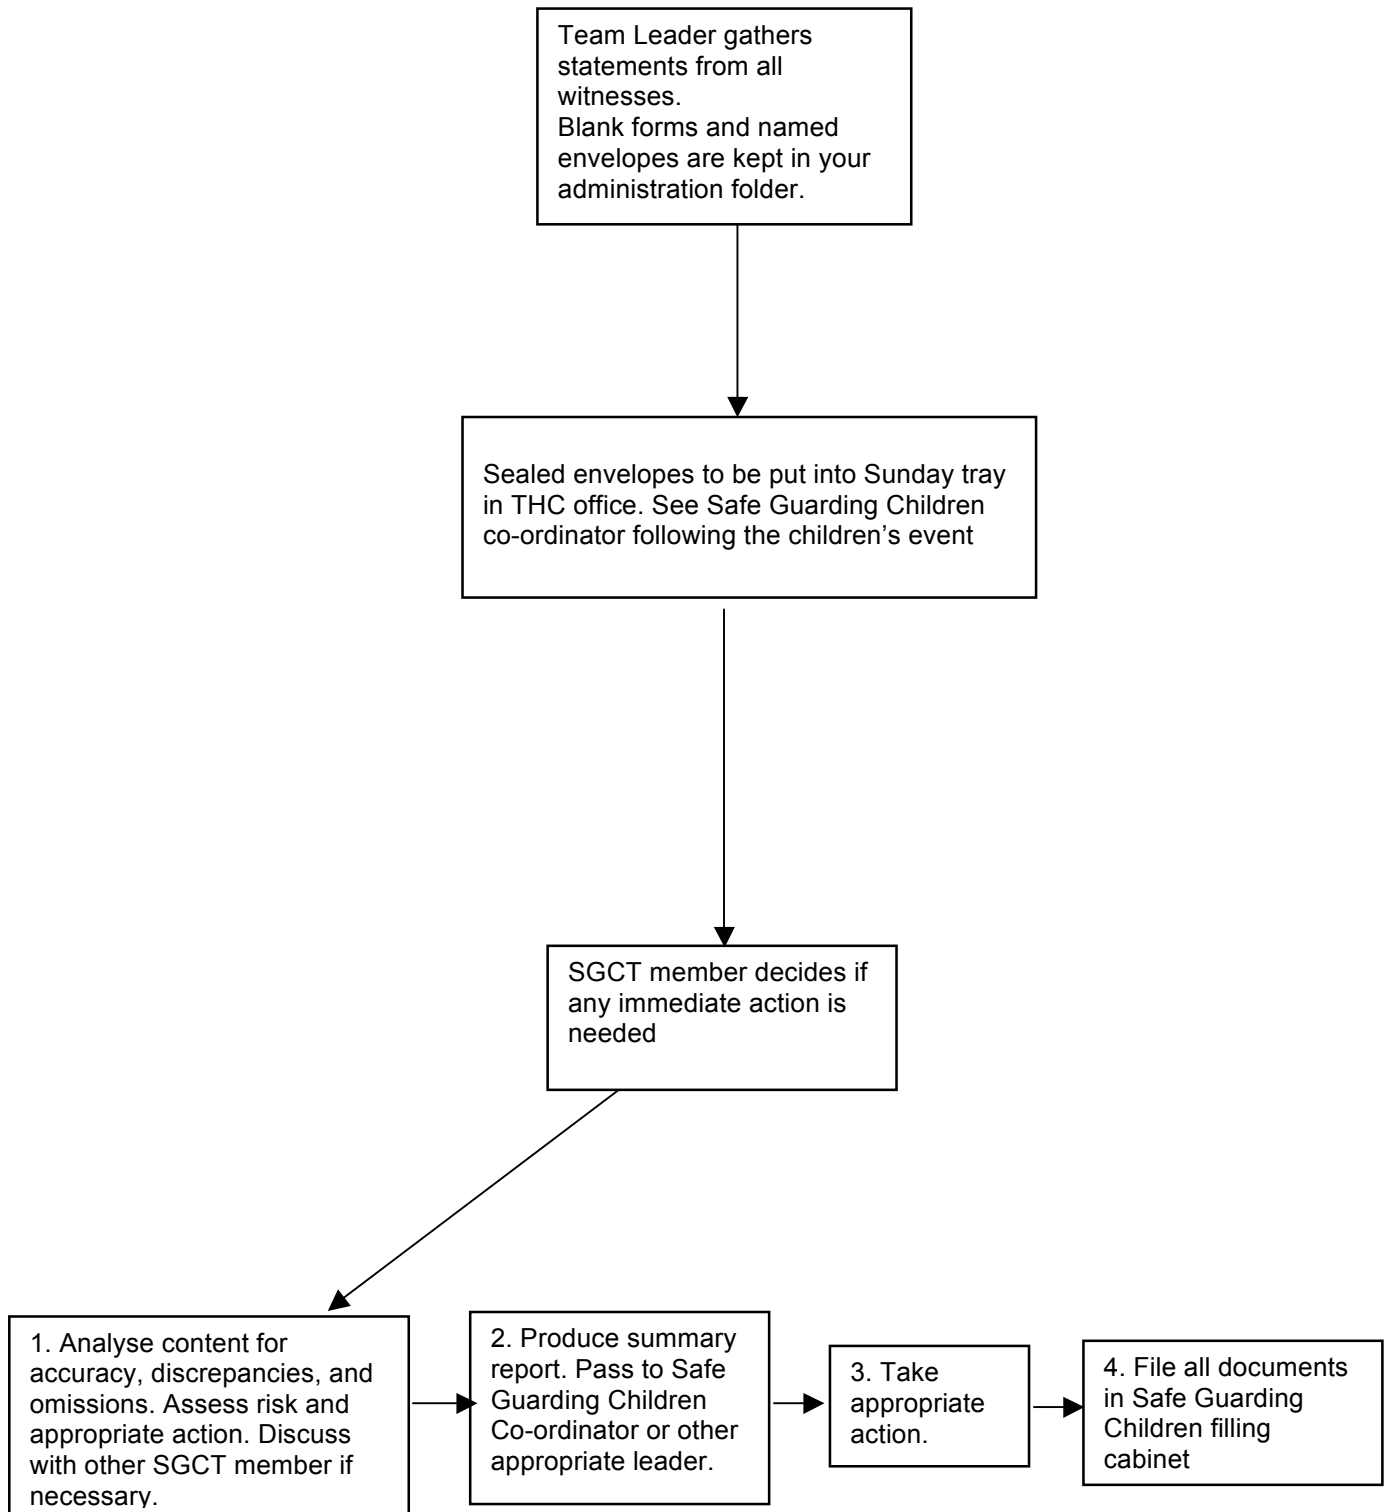 Team Leader gathers
statements from all
witnesses.
Blank forms and named
envelopes are kept in your
administration folder.
Sealed envelopes to be put into Sunday tray
in THC office. See Safe Guarding Children
co-ordinator following the children’s event
SGCT member decides if
any immediate action is
needed
1. Analyse content for
accuracy, discrepancies, and
omissions. Assess risk and
appropriate action. Discuss
with other SGCT member if
necessary.
2. Produce summary
report. Pass to Safe
Guarding Children
Co-ordinator or other
appropriate leader.
3. Take
appropriate
action.
4. File all documents
in Safe Guarding
Children filling
cabinet